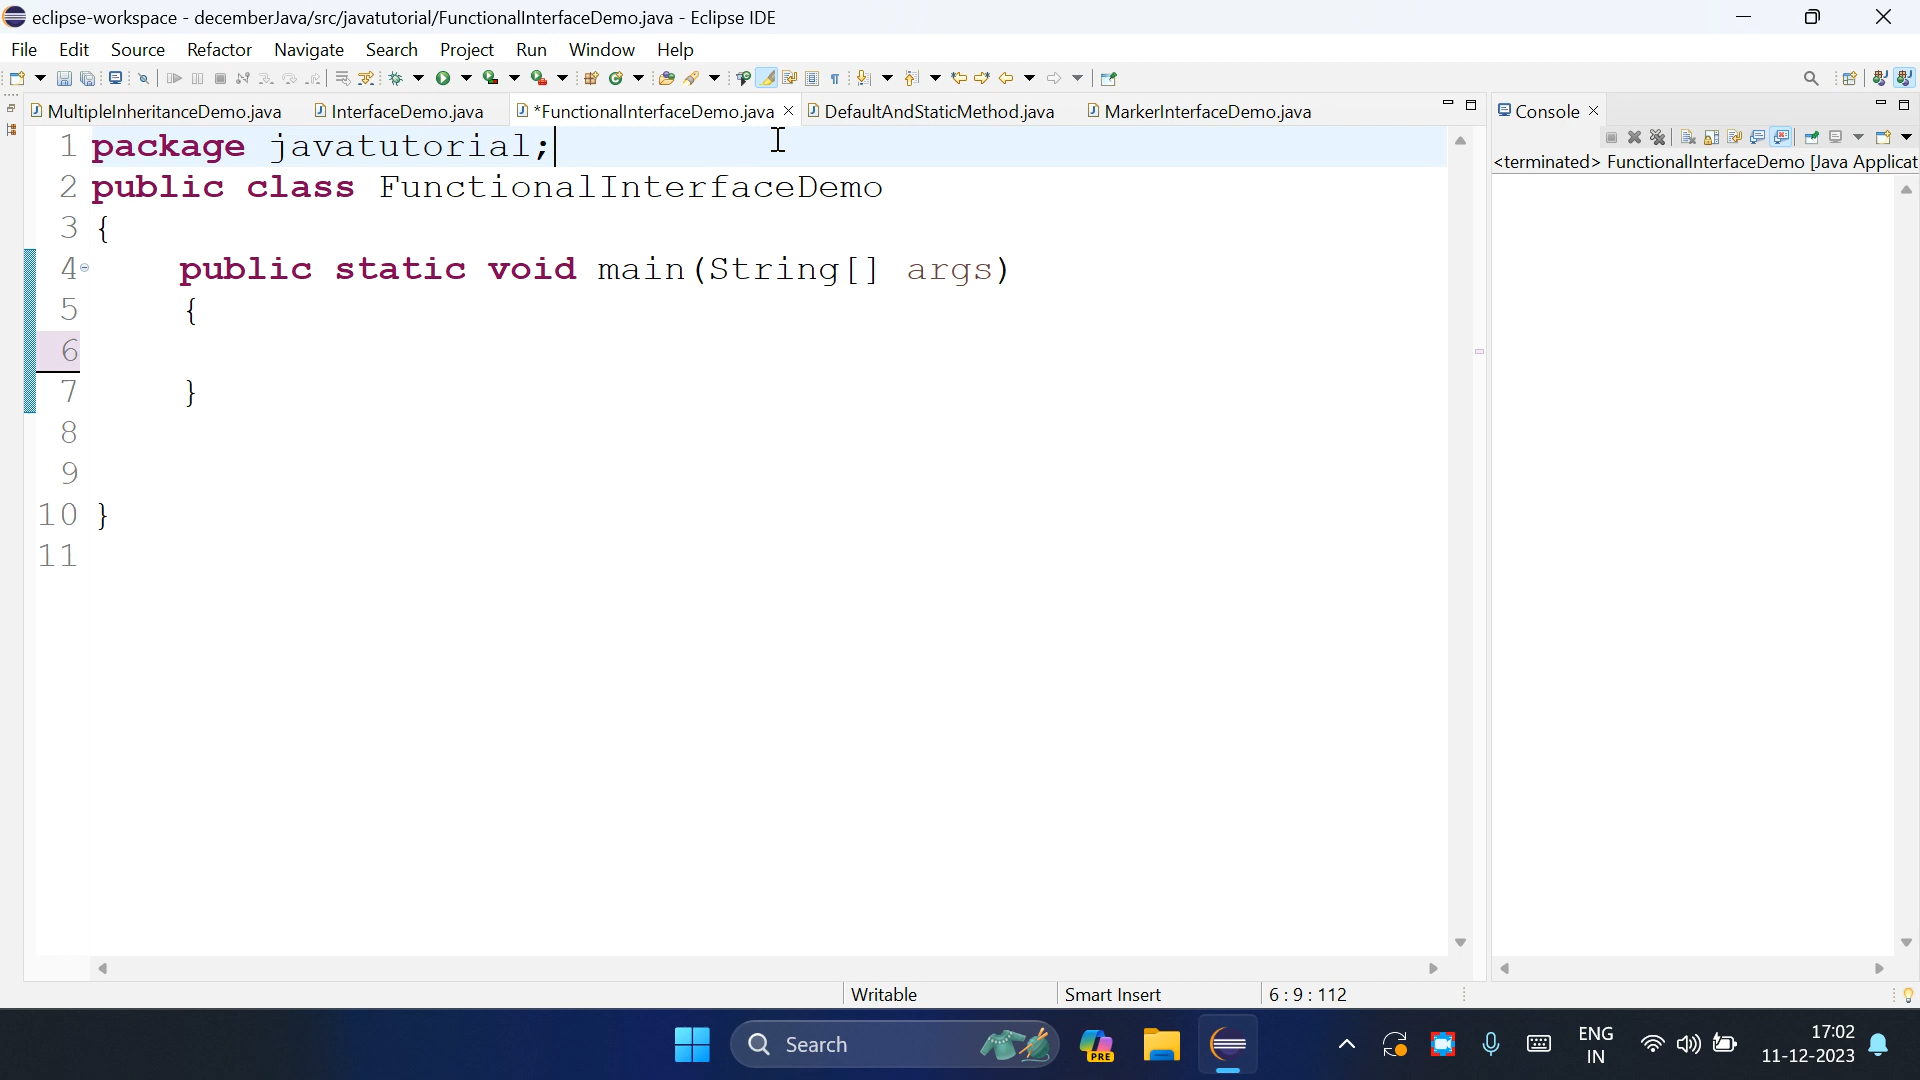 eclipse-workspace - decemberJava/src/javatutorial/FunctionalInterfaceDemo.java - Eclipse IDE
File Edit Source Refactor Navigate Search Project Run Window Help
MultipleInheritanceDemo.java InterfaceDemo.java *FunctionalInterfaceDemo.java DefaultAndStaticMethod.java MarkerInterfaceDemo.java Console
<terminated> FunctionalInterfaceDemo [Java Applicat
1 package javatutorial;
2 public class FunctionalInterfaceDemo
3 {
4 public static void main(String[] args)
5 {
6
7 }
8
9
10 }
11
Writable Smart Insert 6 : 9 : 112
Search PRE ENG IN 17:02 11-12-2023